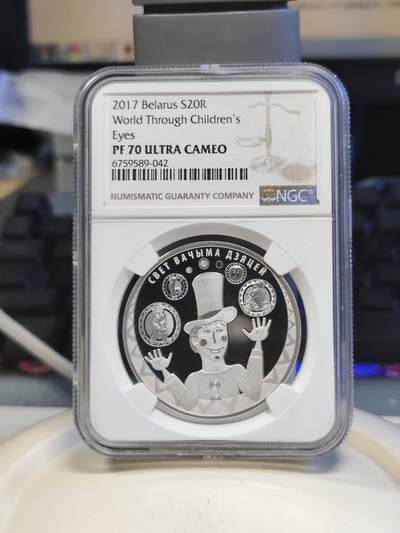 2017 Belarus S20R
World Through Children's
Eyes
PF 70 ULTRA CAMEO
6759589-042
NUMISMATIC GUARANTY COMPANY
NGC
СВЕТ ВАЧЫМА ДЗЯЦЕЙ